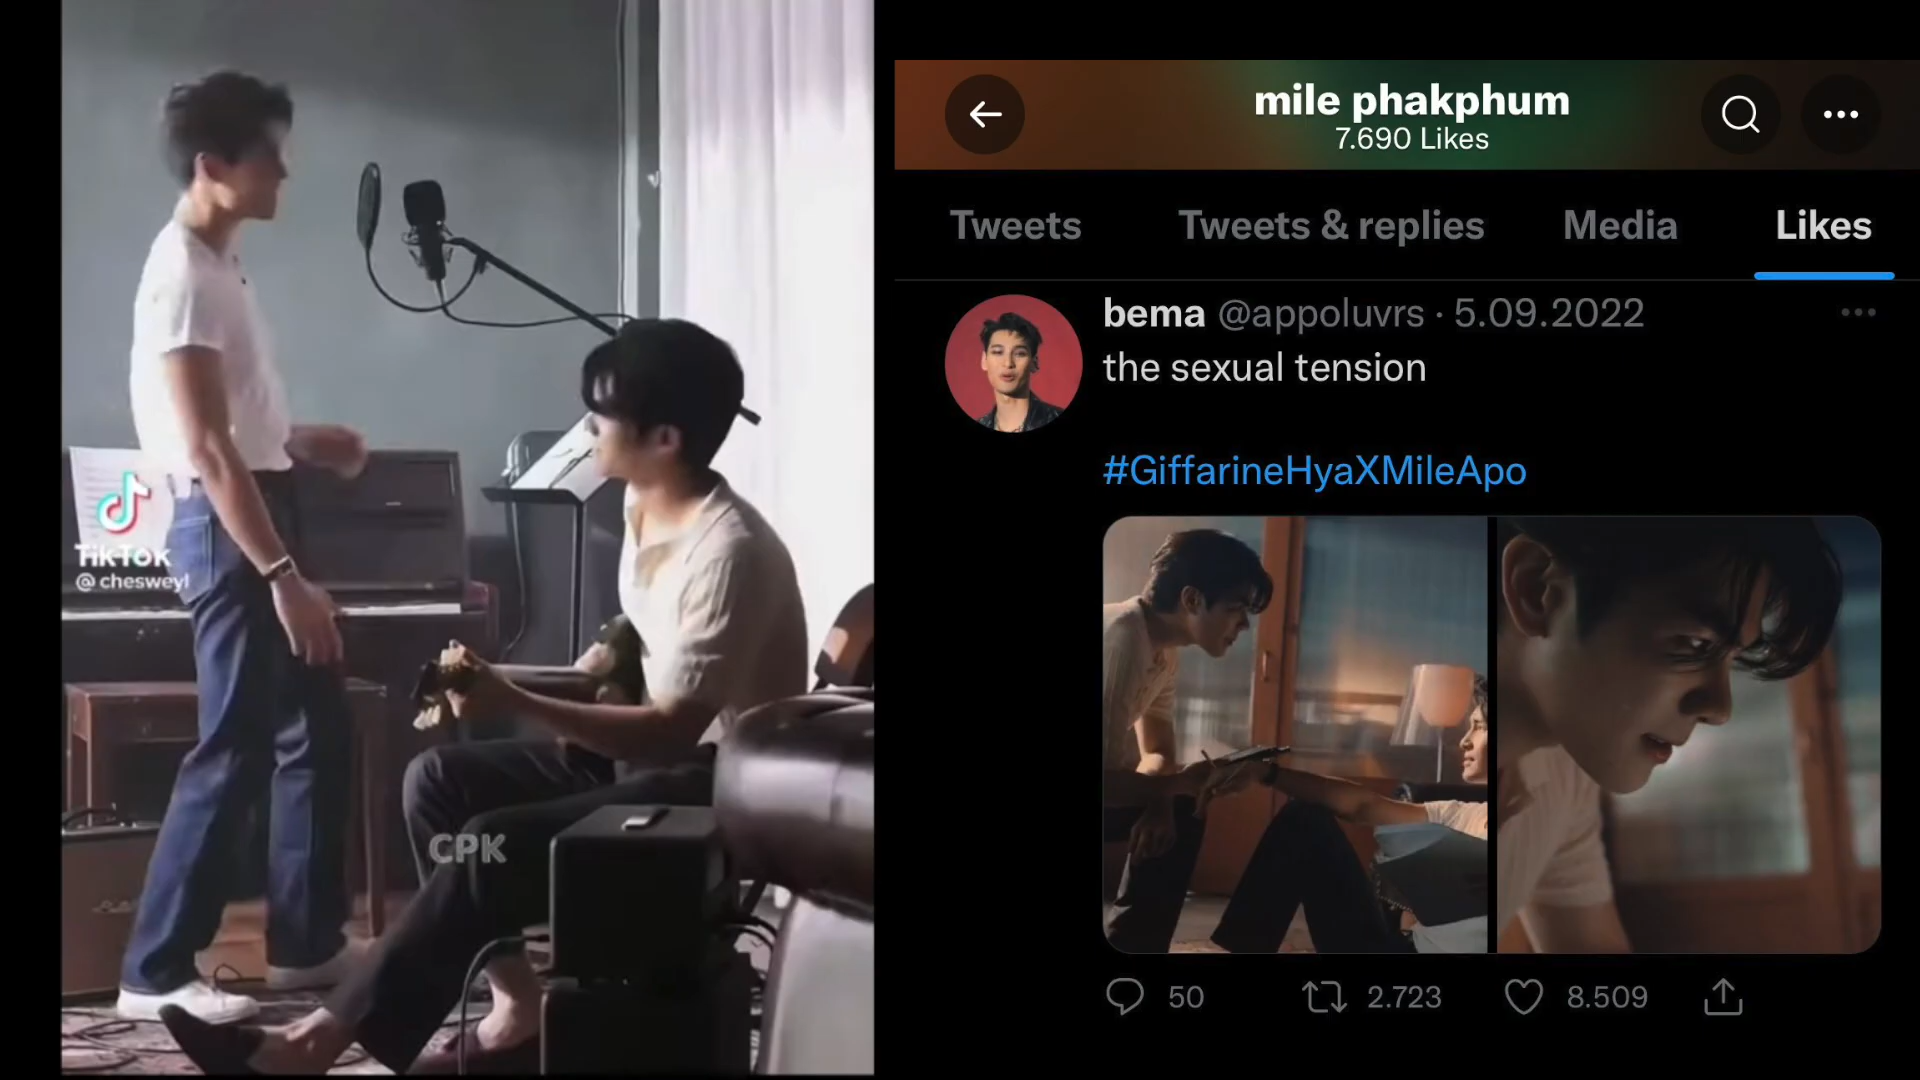 TikTok
@chesweyl
CPK
mile phakphum
7.690 Likes
Tweets
Tweets & replies
Media
Likes
bema @appoluvrs · 5.09.2022
the sexual tension
#GiffarineHyaXMileApo
50
2.723
8.509